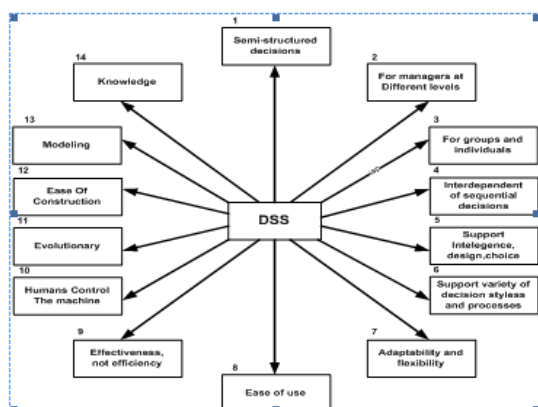 1
Semi-structured
decisions
2
For managers at
Different levels
3
For groups and
individuals
4
Interdependent
of sequential
decisions
5
Support
Intelegence,
design,choice
6
Support variety of
decision styless
and processes
7
Adaptability and
flexibility
8
Ease of use
9
Effectiveness,
not efficiency
10
Humans Control
The machine
11
Evolutionary
12
Ease Of
Construction
13
Modeling
14
Knowledge
DSS